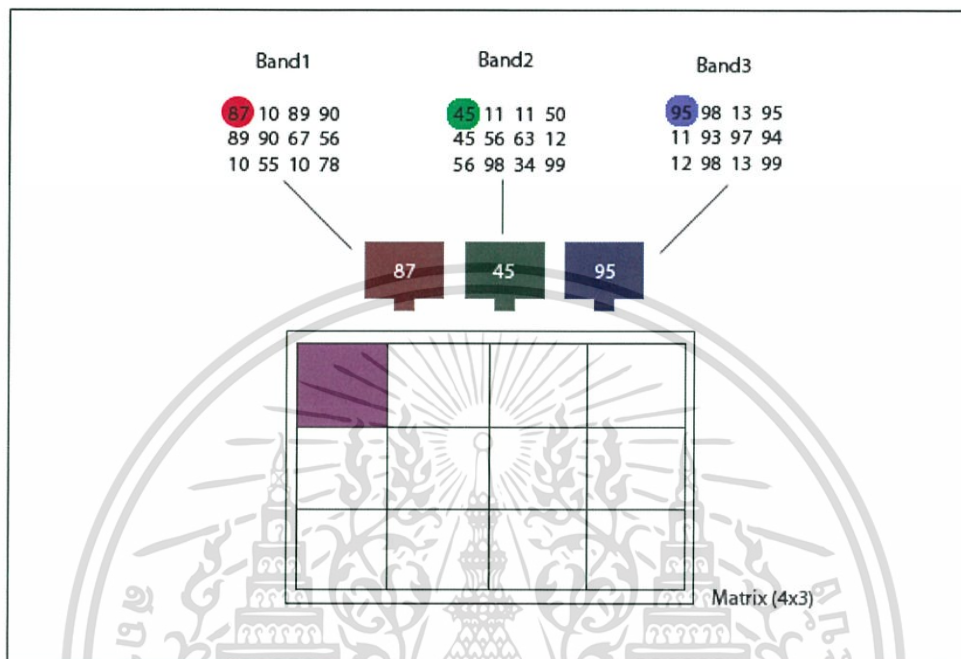 Band1 Band2 Band3
87 10 89 90 45 11 11 50 95 98 13 95
89 90 67 56 45 56 63 12 11 93 97 94
10 55 10 78 56 98 34 99 12 98 13 99
87 45 95
Matrix (4x3)